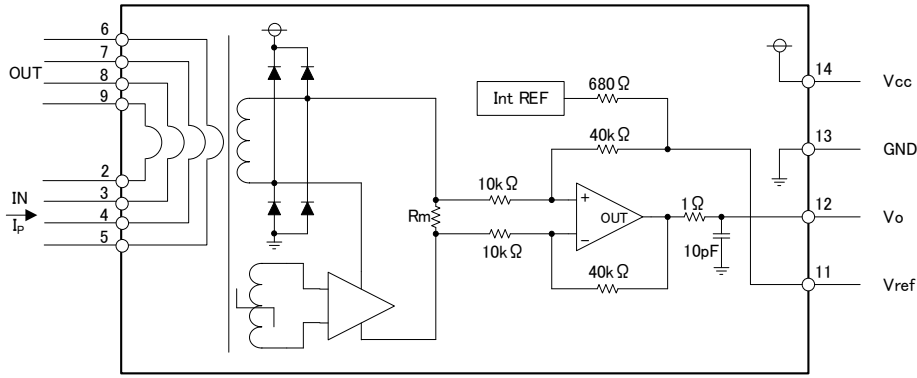 6
7
OUT
8
9
2
IN
3
Iₚ
4
5
Int REF
680Ω
40kΩ
10kΩ
+
OUT
−
Rm
10kΩ
40kΩ
1Ω
10pF
14
Vcc
13
GND
12
Vo
11
Vref